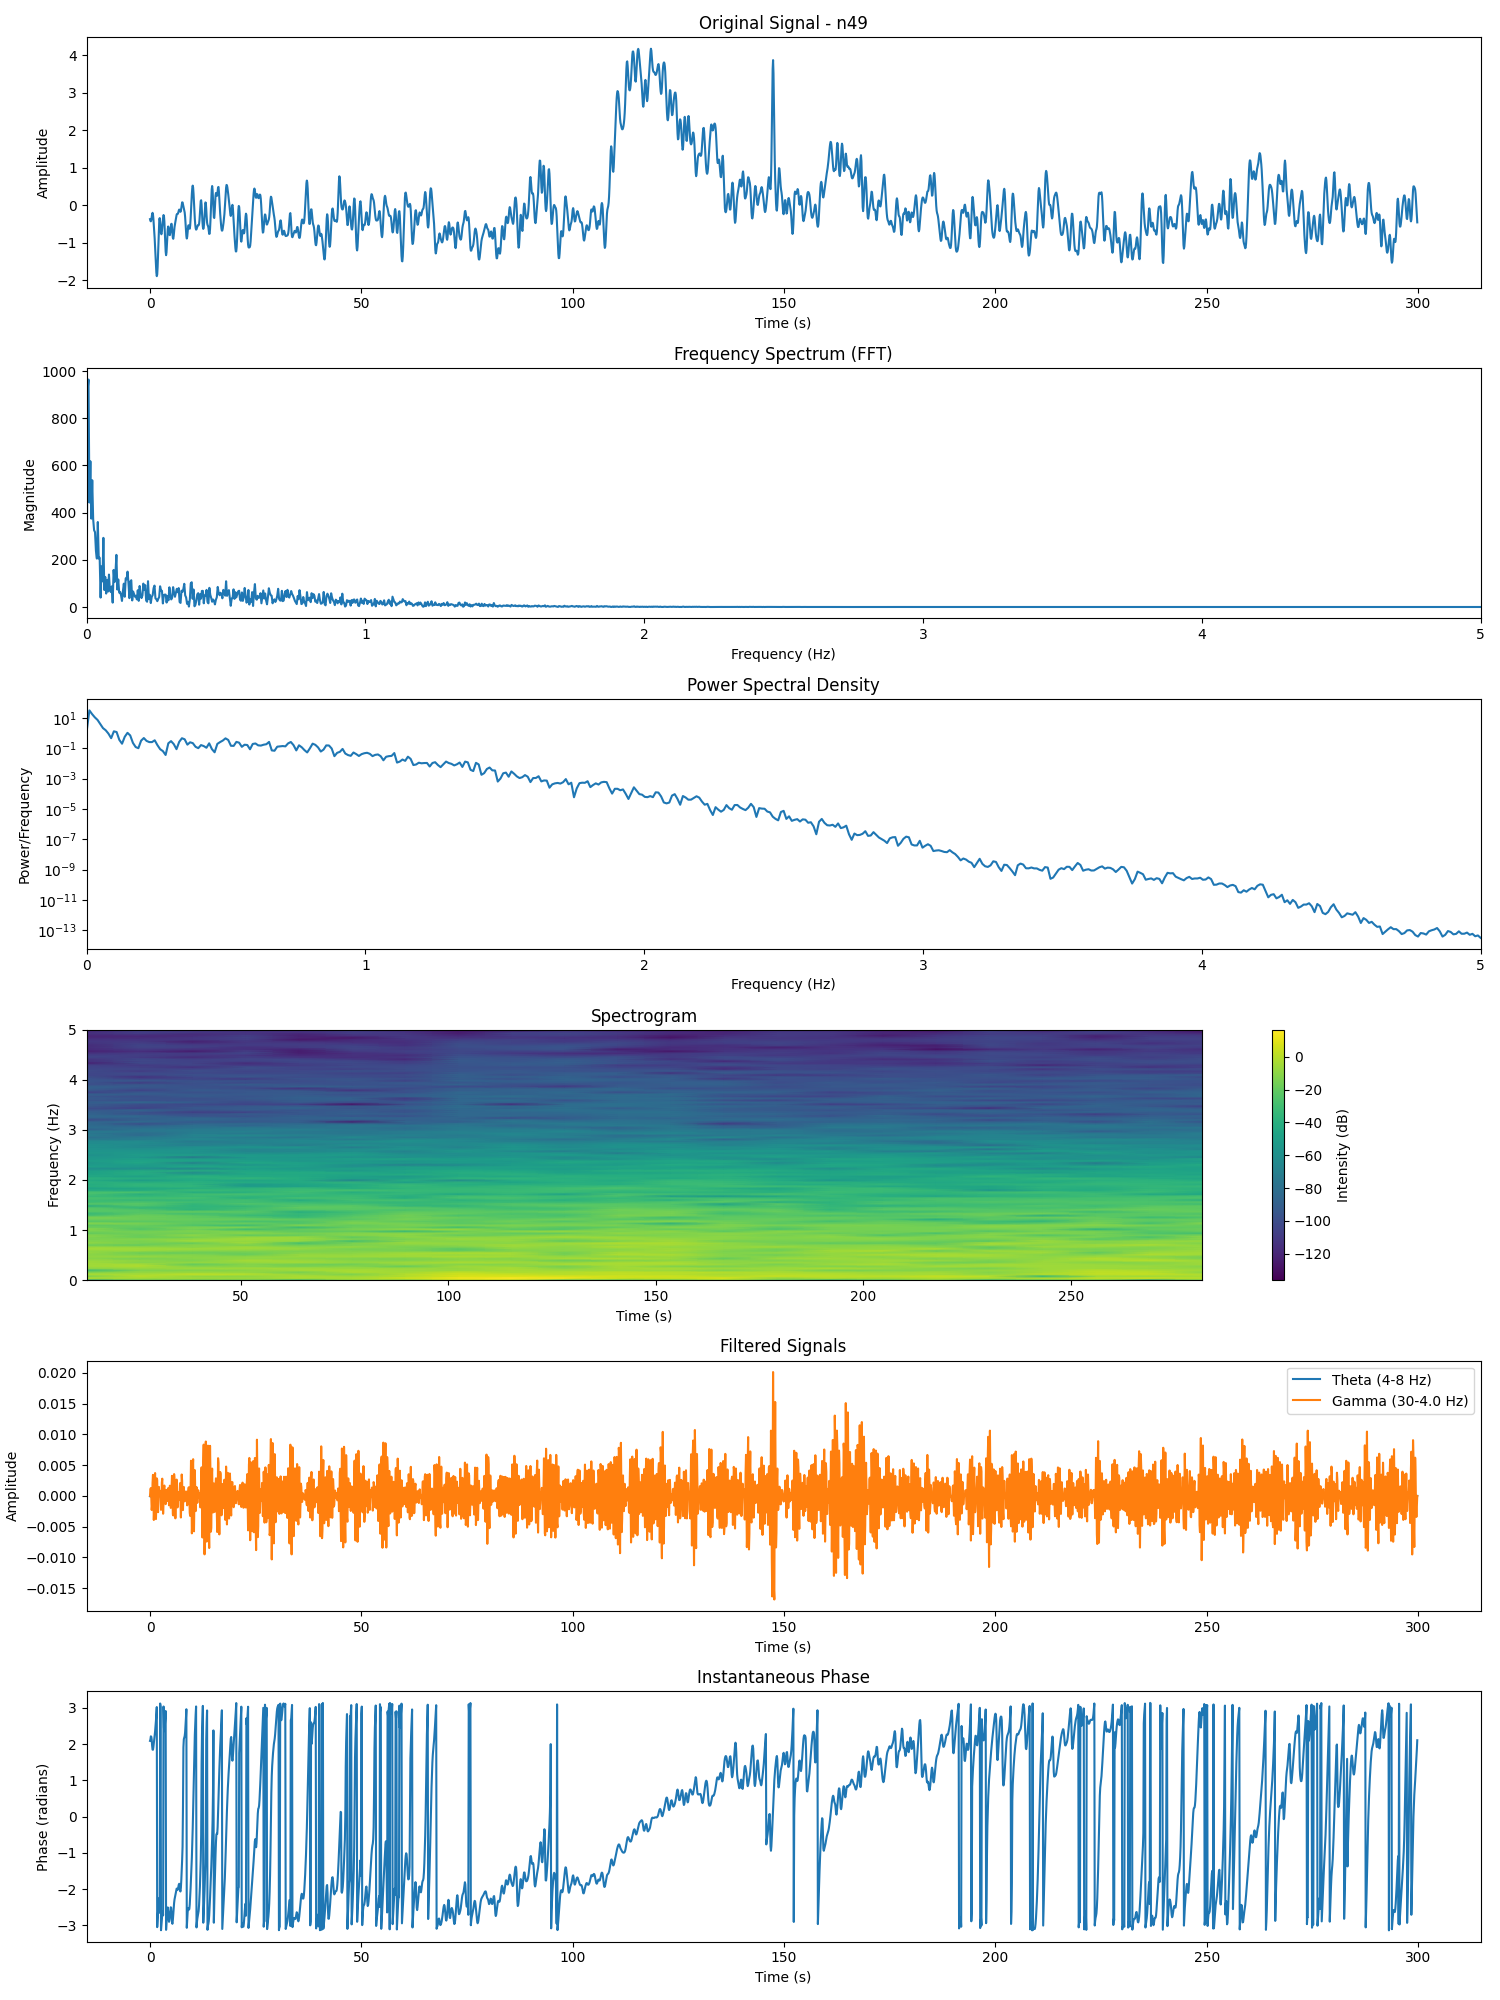 Original Signal - n49
4
3
2
1
0
−1
−2
Amplitude
0 50 100 150 200 250 300
Time (s)
Frequency Spectrum (FFT)
1000
800
600
400
200
0
Magnitude
0 1 2 3 4 5
Frequency (Hz)
Power Spectral Density
10^1
10^−1
10^−3
10^−5
10^−7
10^−9
10^−11
10^−13
Power/Frequency
0 1 2 3 4 5
Frequency (Hz)
Spectrogram
5
4
3
2
1
0
Frequency (Hz)
50 100 150 200 250
Time (s)
0
−20
−40
−60
−80
−100
−120
Intensity (dB)
Filtered Signals
0.020
0.015
0.010
0.005
0.000
−0.005
−0.010
−0.015
Amplitude
Theta (4-8 Hz)
Gamma (30-4.0 Hz)
0 50 100 150 200 250 300
Time (s)
Instantaneous Phase
3
2
1
0
−1
−2
−3
Phase (radians)
0 50 100 150 200 250 300
Time (s)